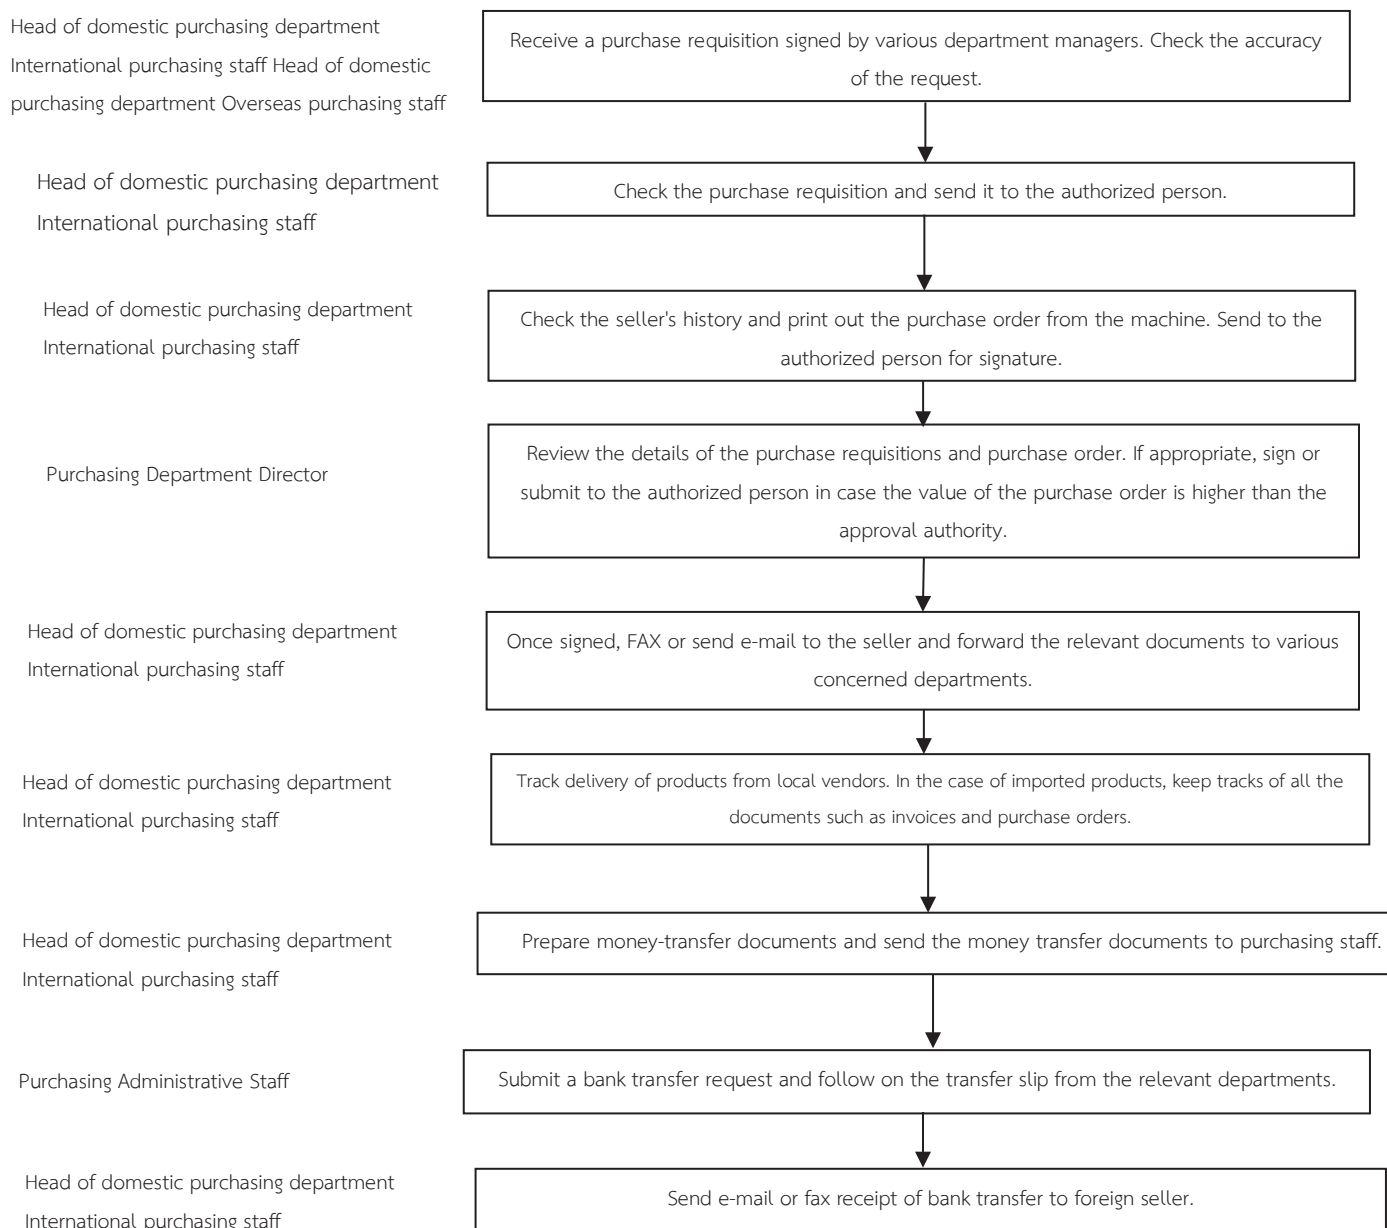 Head of domestic purchasing department
International purchasing staff Head of domestic
purchasing department Overseas purchasing staff
Receive a purchase requisition signed by various department managers. Check the accuracy
of the request.
Head of domestic purchasing department
International purchasing staff
Check the purchase requisition and send it to the authorized person.
Head of domestic purchasing department
International purchasing staff
Check the seller's history and print out the purchase order from the machine. Send to the
authorized person for signature.
Purchasing Department Director
Review the details of the purchase requisitions and purchase order. If appropriate, sign or
submit to the authorized person in case the value of the purchase order is higher than the
approval authority.
Head of domestic purchasing department
International purchasing staff
Once signed, FAX or send e-mail to the seller and forward the relevant documents to various
concerned departments.
Head of domestic purchasing department
International purchasing staff
Track delivery of products from local vendors. In the case of imported products, keep tracks of all the
documents such as invoices and purchase orders.
Head of domestic purchasing department
International purchasing staff
Prepare money-transfer documents and send the money transfer documents to purchasing staff.
Purchasing Administrative Staff
Submit a bank transfer request and follow on the transfer slip from the relevant departments.
Head of domestic purchasing department
International purchasing staff
Send e-mail or fax receipt of bank transfer to foreign seller.